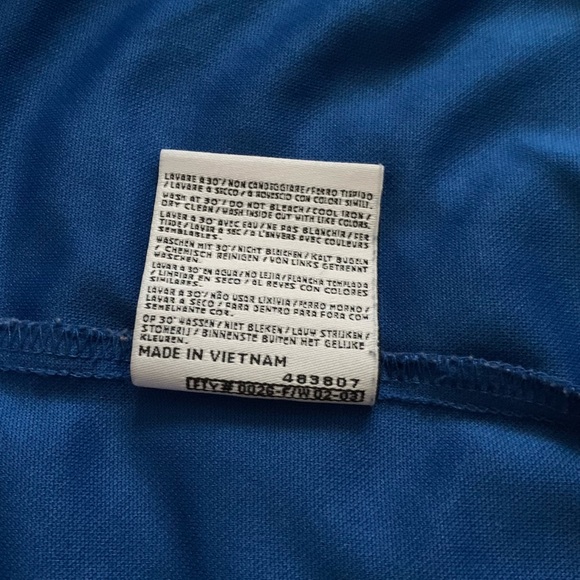 LAVARE A 30°/NON CANDEGGIARE/FERRO TIEPIDO
/LAVARE A SECO/A ROVESCIO CON COLORI SIMILI.
WASH AT 30°/ DO NOT BLEACH/COOL IRON/
DRY CLEAN/WASH INSIDE OUT WITH LIKE COLORS.
LAVER A 30° AVEC EAU/NE PAS BLANCHIR/FER
TIEDE/LAVER A SEC/A L'ENVERS AVEC COULEURS
SEMBLABLES.
WASCHEN MIT 30°/NICHT BLEICHEN/KALT BUGELN
/CHEMISCH REINIGEN/VON LINKS GETRENNT
WASCHEN.
LAVAR A 30° EN AGUA/NO LEJIA/PLANCHA TEMPLADA
/LIMPIAR EN SECO/AL REVES CON COLORES
SIMILARES.
LAVAR A 30°/NÃO USAR LIXIVIA/FERRO MORNO/
LAVAR A SECO/PARA DENTRO PARA FORA COM
SEMELHANTE COR.
OP 30° WASSEN/NIET BLEKEN/LAUW STRIJKEN/
STOMERIJ/BINNENSTE BUITEN MET GELIJKE
KLEUREN.
MADE IN VIETNAM
483807
FTY# 0026-F/W 02-03